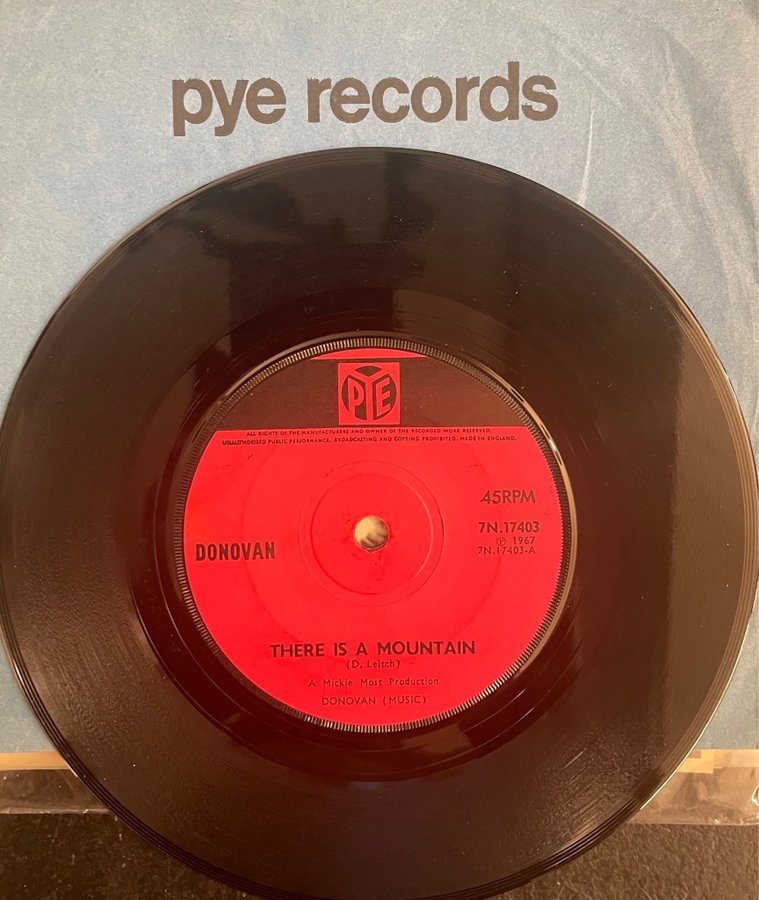 pye records
PYE
ALL RIGHTS OF THE MANUFACTURERS AND OWNER OF THE RECORDED WORK RESERVED.
UNAUTHORISED PUBLIC PERFORMANCE, BROADCASTING AND COPYING PROHIBITED. MADE IN ENGLAND.
45RPM
7N.17403
℗ 1967
7N.17403-A
DONOVAN
THERE IS A MOUNTAIN
(D. Leitch)
A Mickie Most Production
DONOVAN (MUSIC)